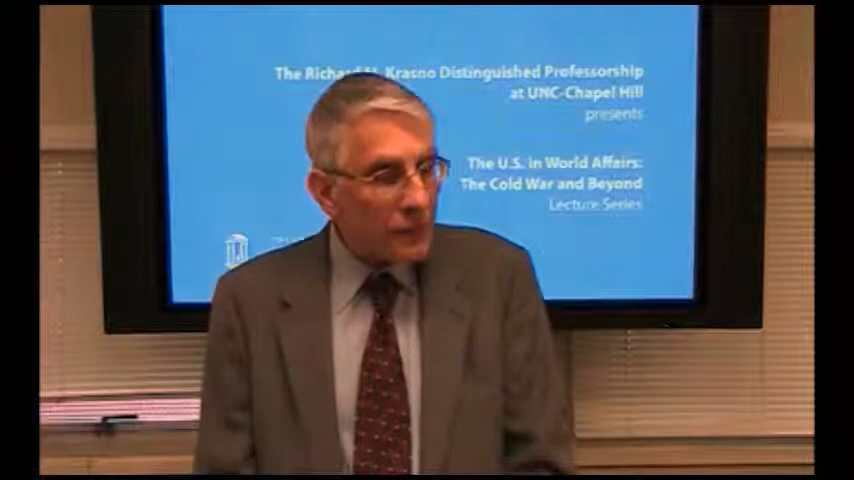 The Richard M. Krasno Distinguished Professorship
at UNC-Chapel Hill
presents
The U.S. in World Affairs:
The Cold War and Beyond
Lecture Series